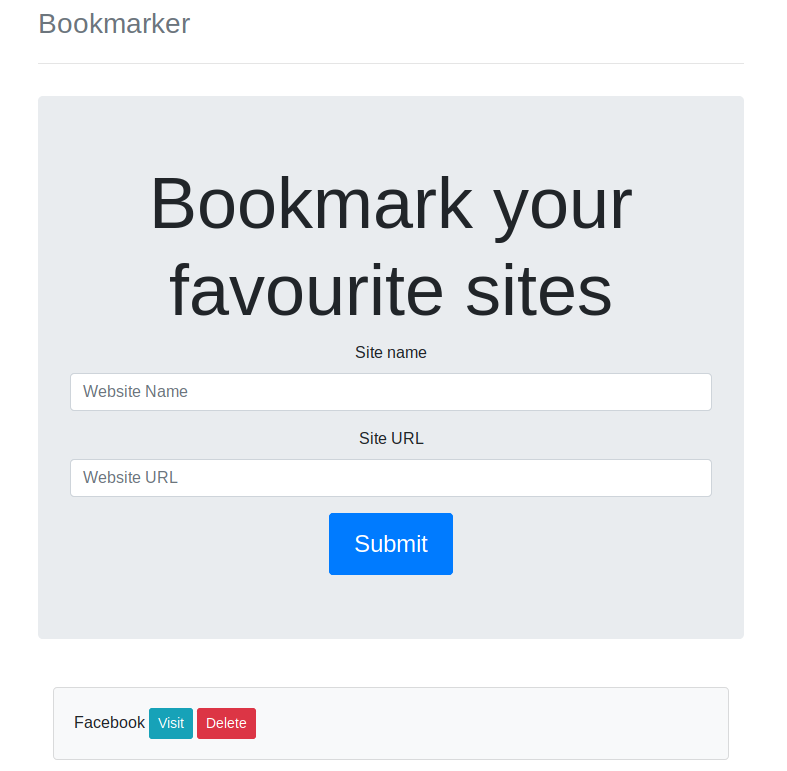 Bookmarker
Bookmark your
favourite sites
Site name
Website Name
Site URL
Website URL
Submit
Facebook Visit Delete